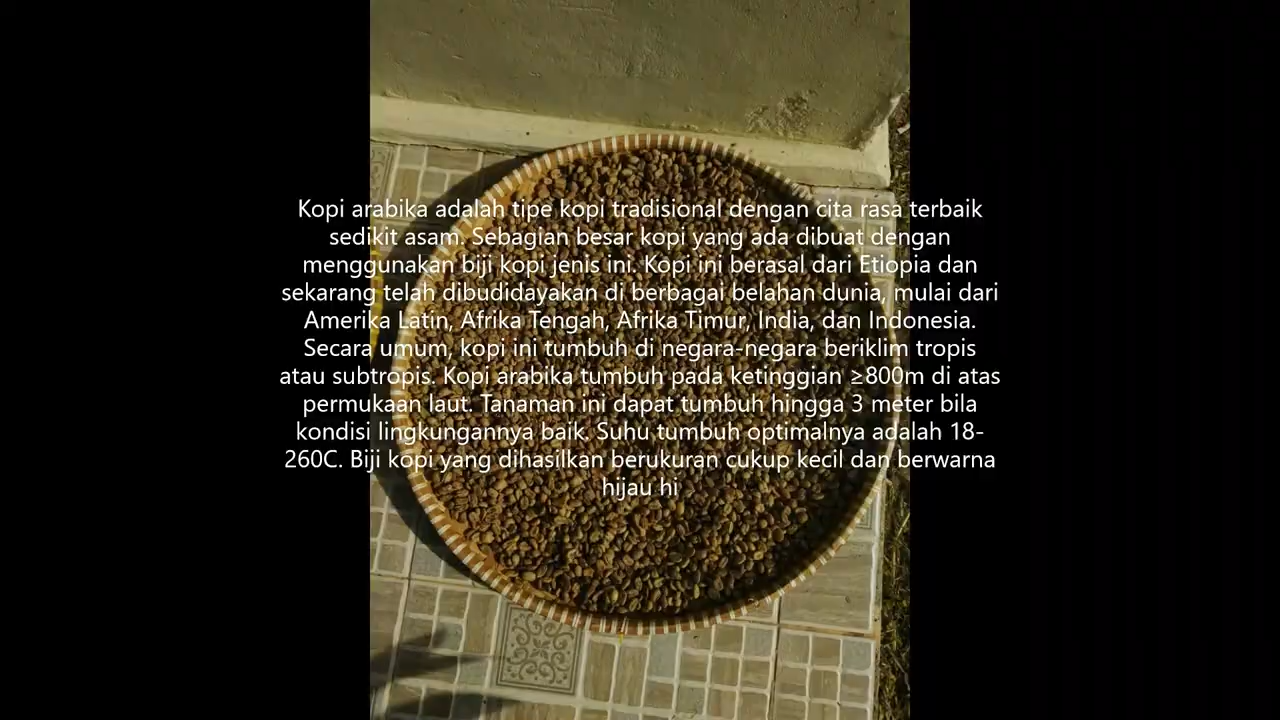 Kopi arabika adalah tipe kopi tradisional dengan cita rasa terbaik
sedikit asam. Sebagian besar kopi yang ada dibuat dengan
menggunakan biji kopi jenis ini. Kopi ini berasal dari Etiopia dan
sekarang telah dibudidayakan di berbagai belahan dunia, mulai dari
Amerika Latin, Afrika Tengah, Afrika Timur, India, dan Indonesia.
Secara umum, kopi ini tumbuh di negara-negara beriklim tropis
atau subtropis. Kopi arabika tumbuh pada ketinggian ≥800m di atas
permukaan laut. Tanaman ini dapat tumbuh hingga 3 meter bila
kondisi lingkungannya baik. Suhu tumbuh optimalnya adalah 18-
260C. Biji kopi yang dihasilkan berukuran cukup kecil dan berwarna
hijau hi